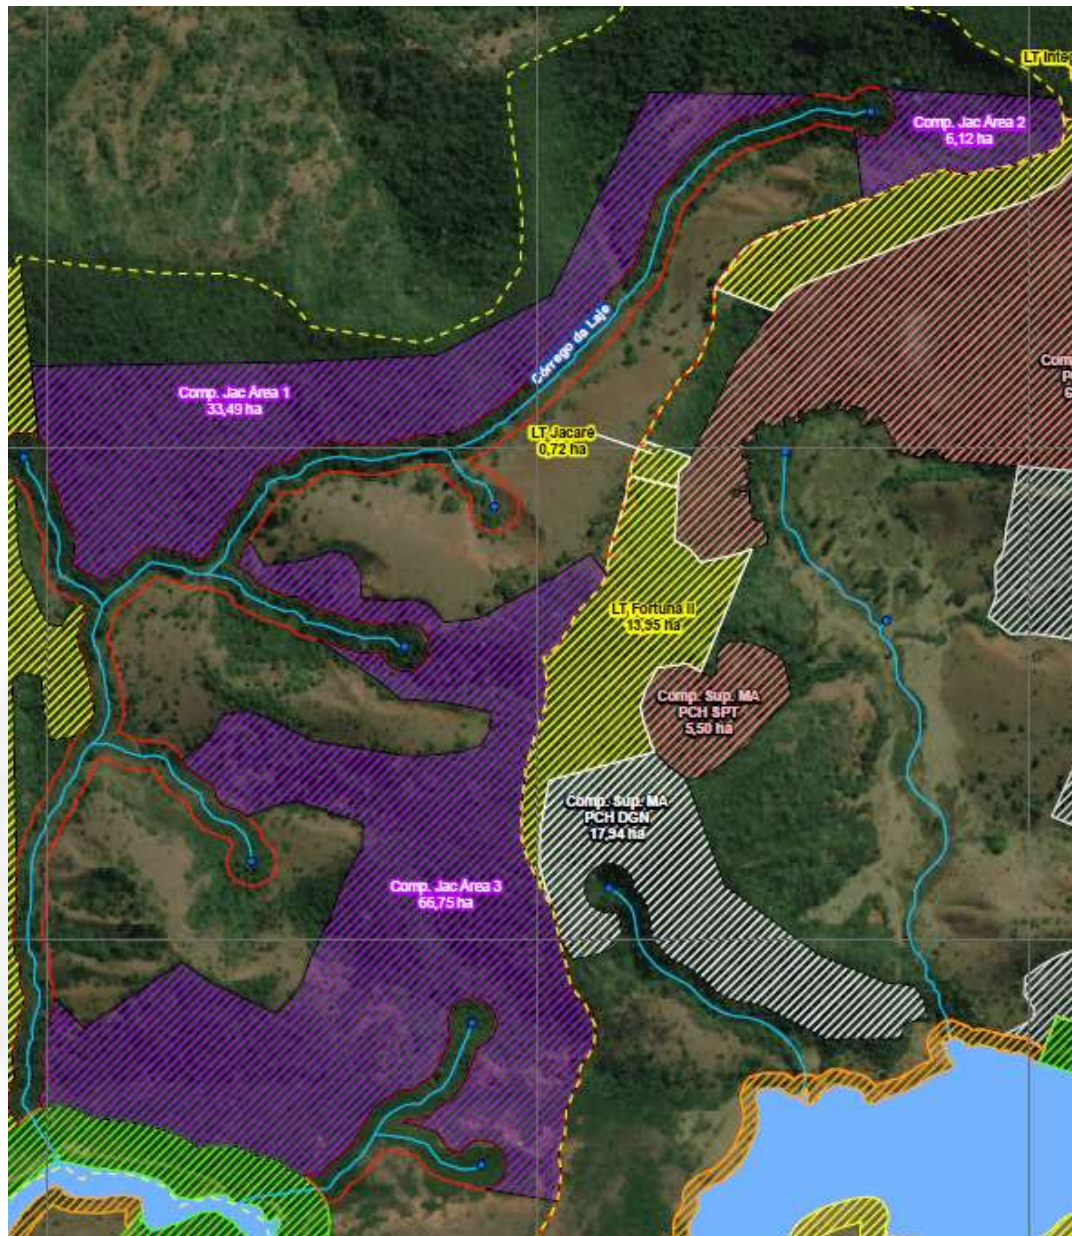 LT Integ
Comp. Jac Área 2
6,12 ha
Córrego da Laje
Com
P
6
Comp. Jac Área 1
33,49 ha
LT Jacaré
0,72 ha
LT Fortuna II
13,95 ha
Comp. Sup. MA
PCH SPT
5,50 ha
Comp. Sup. MA
PCH DGN
17,94 ha
Comp. Jac Área 3
66,75 ha